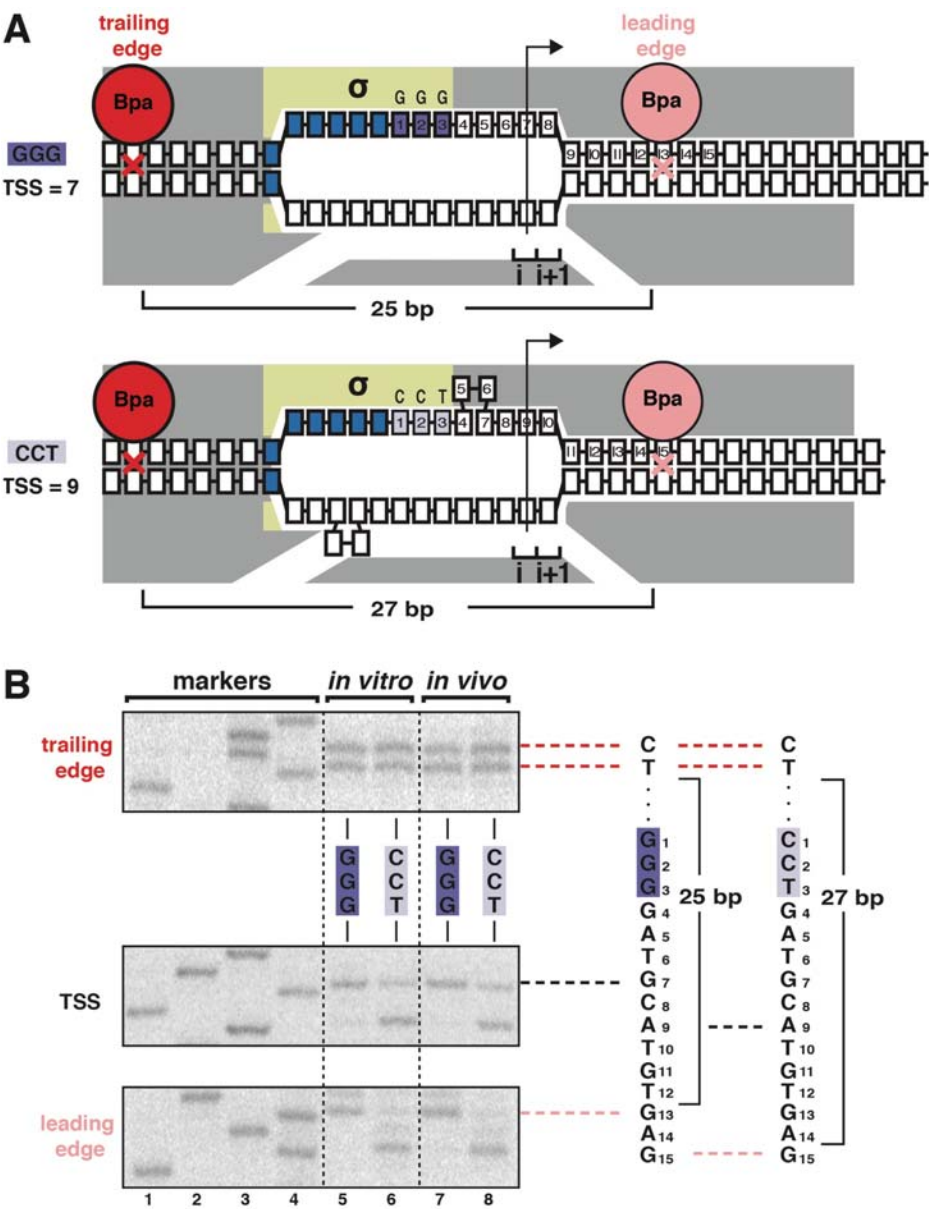 A
trailing edge
leading edge
Bpa
Bpa
σ
G G G
1 2 3 4 5 6 7 8
GGG
9 10 11 12 13 14 15
TSS = 7
i i+1
25 bp
Bpa
Bpa
σ
5 6
C C T
1 2 3 4 7 8 9 10
CCT
11 12 13 14 15
TSS = 9
i i+1
27 bp
B
markers
in vitro
in vivo
trailing edge
C C
T T
G G G
C C T
G G G
C C T
TSS
leading edge
1 2 3 4 5 6 7 8
G1 C1
G2 C2
G3 25 bp T3 27 bp
G4 G4
A5 A5
T6 T6
G7 G7
C8 C8
A9 A9
T10 T10
G11 G11
T12 T12
G13 G13
A14 A14
G15 G15